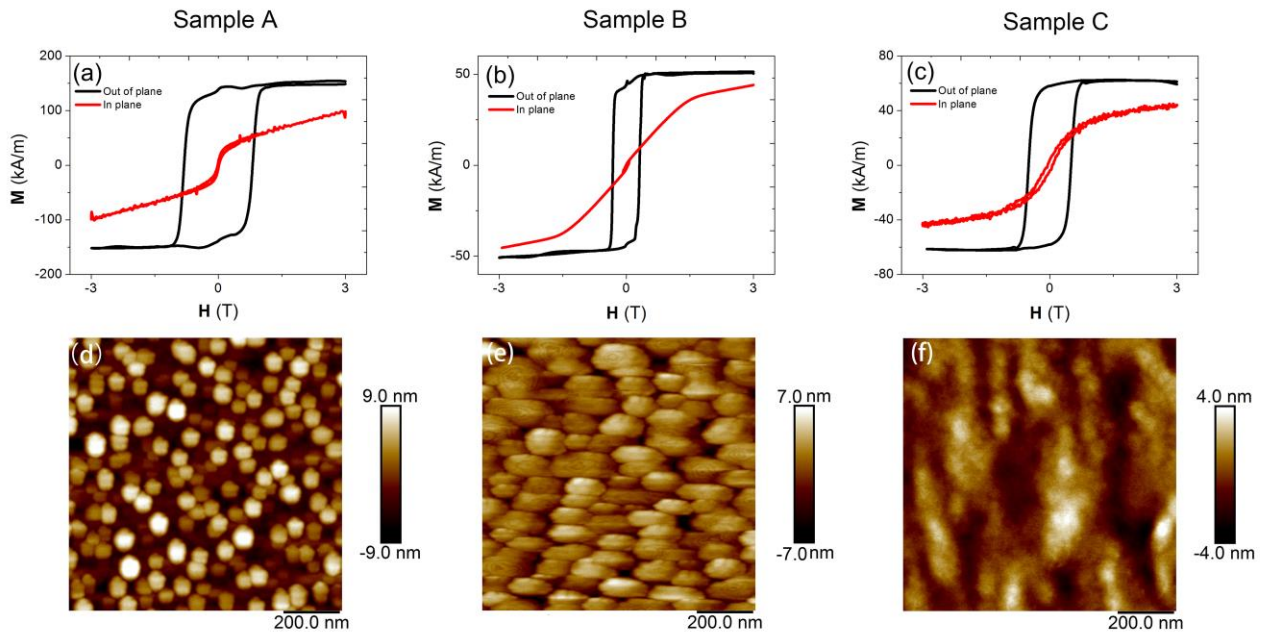 Sample A
Sample B
Sample C
(a)
Out of plane
In plane
M (kA/m)
200
100
0
-100
-200
-3
0
3
H (T)
(b)
Out of plane
In plane
M (kA/m)
50
0
-50
-3
0
3
H (T)
(c)
Out of plane
In plane
M (kA/m)
80
40
0
-40
-80
-3
0
3
H (T)
(d)
9.0 nm
-9.0 nm
200.0 nm
(e)
7.0 nm
-7.0 nm
200.0 nm
(f)
4.0 nm
-4.0 nm
200.0 nm